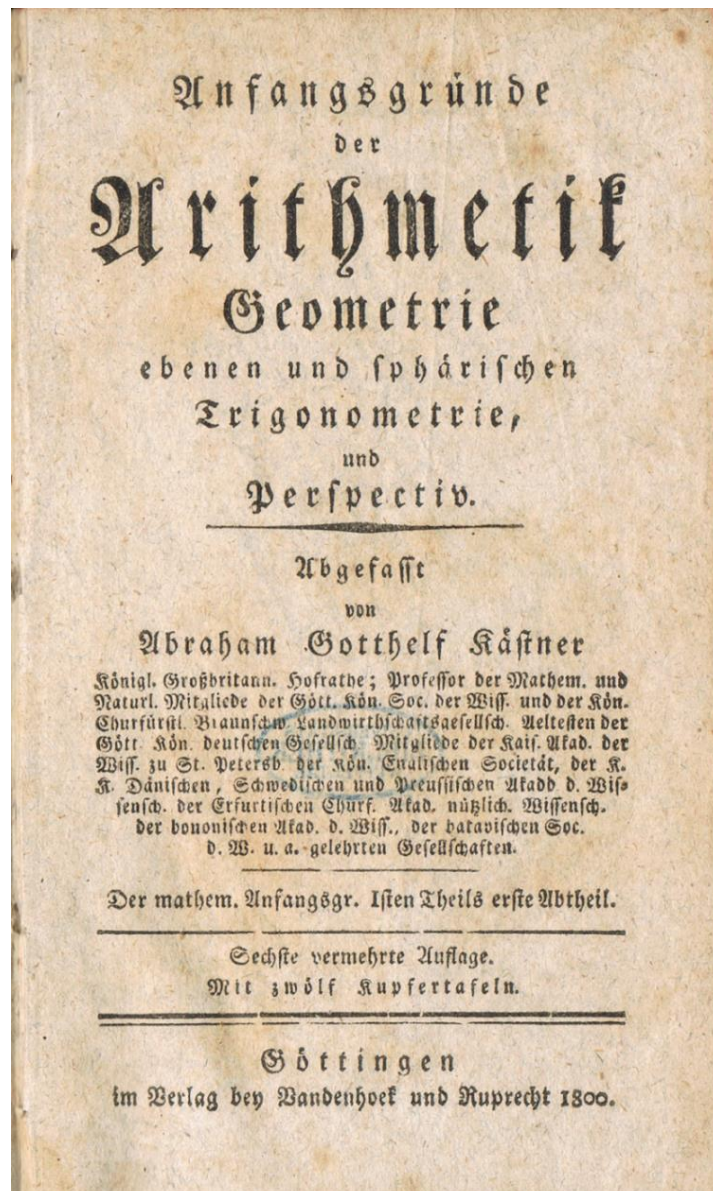 Anfangsgründe
der
Arithmetik
Geometrie
ebenen und sphärischen
Trigonometrie,
und
Perspectiv.
Abgefasst
von
Abraham Gotthelf Kästner
Königl. Großbritann. Hofrathe; Professor der Mathem. und
Naturl. Mitgliede der Gött. Kön. Soc. der Wiss. und der Kön.
Churfürstl. Braunschw. Landwirthschaftsgesellsch. Aeltesten der
Gött. Kön. deutschen Gesellsch. Mitgliede der Kais. Akad. der
Wiss. zu St. Petersb. der Kön. Englischen Societät, der K.
K. Dänischen, Schwedischen und Preussischen Akadd d. Wis-
sensch. der Erfurtischen Churf. Akad. nützlich. Wissensch.
der bononischen Akad. d. Wiss., der batavischen Soc.
d. W. u. a. gelehrten Gesellschaften.
Der mathem. Anfangsgr. Isten Theils erste Abtheil.
Sechste vermehrte Auflage.
Mit zwölf Kupfertafeln.
Göttingen
im Verlag bey Vandenhoek und Ruprecht 1800.